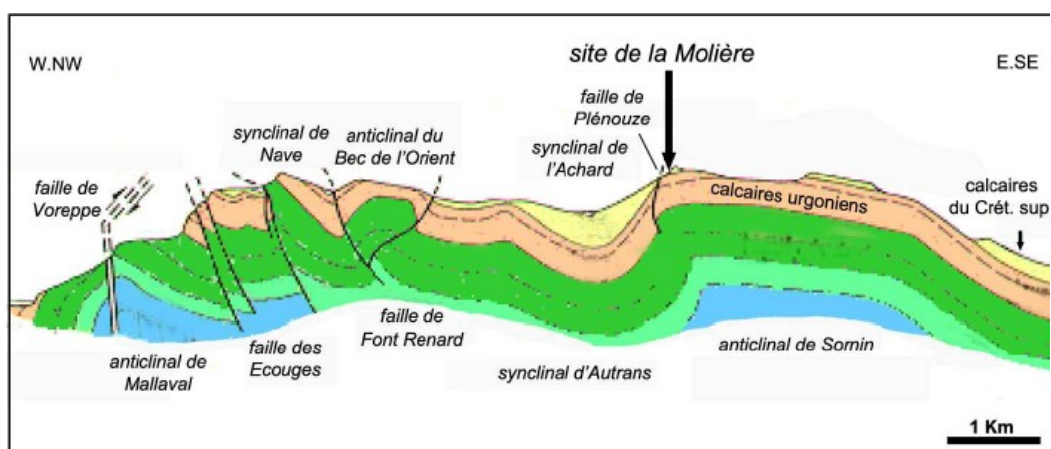 W.NW
E.SE
site de la Molière
faille de
Plénouze
synclinal de
Nave
anticlinal du
Bec de l'Orient
synclinal de
l'Achard
faille de
Voreppe
calcaires urgoniens
calcaires
du Crét. sup
anticlinal de
Mallaval
faille des
Ecouges
faille de
Font Renard
synclinal d'Autrans
anticlinal de Sornin
1 Km